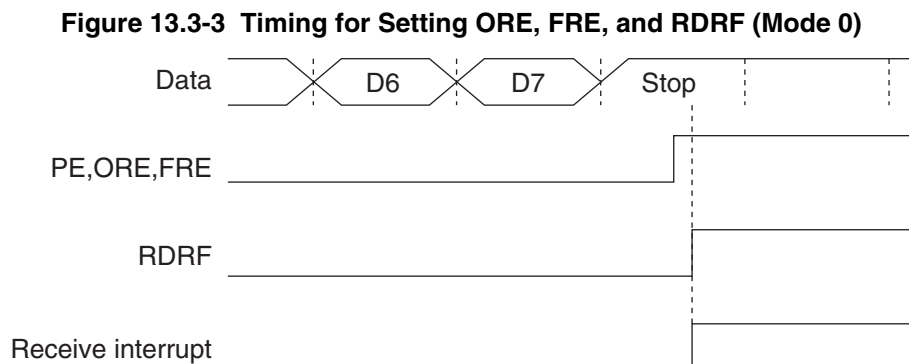 Figure 13.3-3 Timing for Setting ORE, FRE, and RDRF (Mode 0)
Data D6 D7 Stop
PE,ORE,FRE
RDRF
Receive interrupt